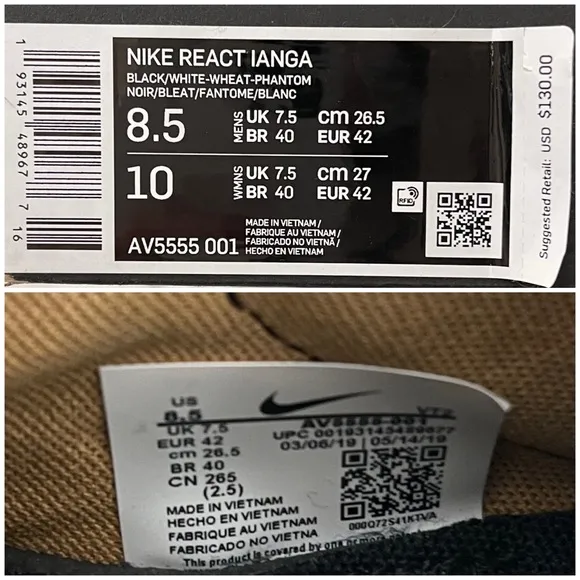 NIKE REACT IANGA
BLACK/WHITE-WHEAT-PHANTOM
NOIR/BLEAT/FANTOME/BLANC
8.5 MENS UK 7.5 cm 26.5
BR 40 EUR 42
10 WMNS UK 7.5 cm 27
BR 40 EUR 42
RFID
AV5555 001
MADE IN VIETNAM /
FABRIQUE AU VIETNAM /
FABRICADO NO VIETNÃ /
HECHO EN VIETNAM
1 93145 48967 7 16
Suggested Retail: USD $130.00
US
8.5
UK 7.5
EUR 42
cm 26.5
BR 40
CN 265
(2.5)
AV5555-001 VT2
UPC 00193145489677
03/06/19 | 05/14/19
MADE IN VIETNAM
HECHO EN VIETNAM
FABRIQUE AU VIETNAM
FABRICADO NO VIETNÃ
This product is covered by one or more